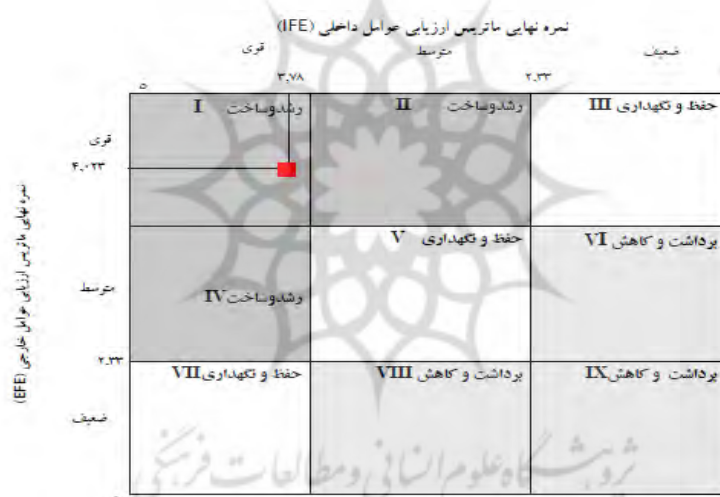 نمره نهایی ماتریس ارزیابی عوامل داخلی (IFE)
قوی متوسط ضعیف
۵ ۳.۷۸ ۲.۳۳
رشدوساخت I رشدوساخت II حفظ و نگهداری III
قوی
۴.۰۲۳
نمره نهایی ماتریس ارزیابی عوامل خارجی (EFE)
حفظ و نگهداری V برداشت و کاهش VI
متوسط
رشدوساخت IV
۲.۳۳
حفظ و نگهداری VII برداشت و کاهش VIII برداشت و کاهش IX
ضعیف
پژوهشگاه علوم انسانی و مطالعات فرهنگی